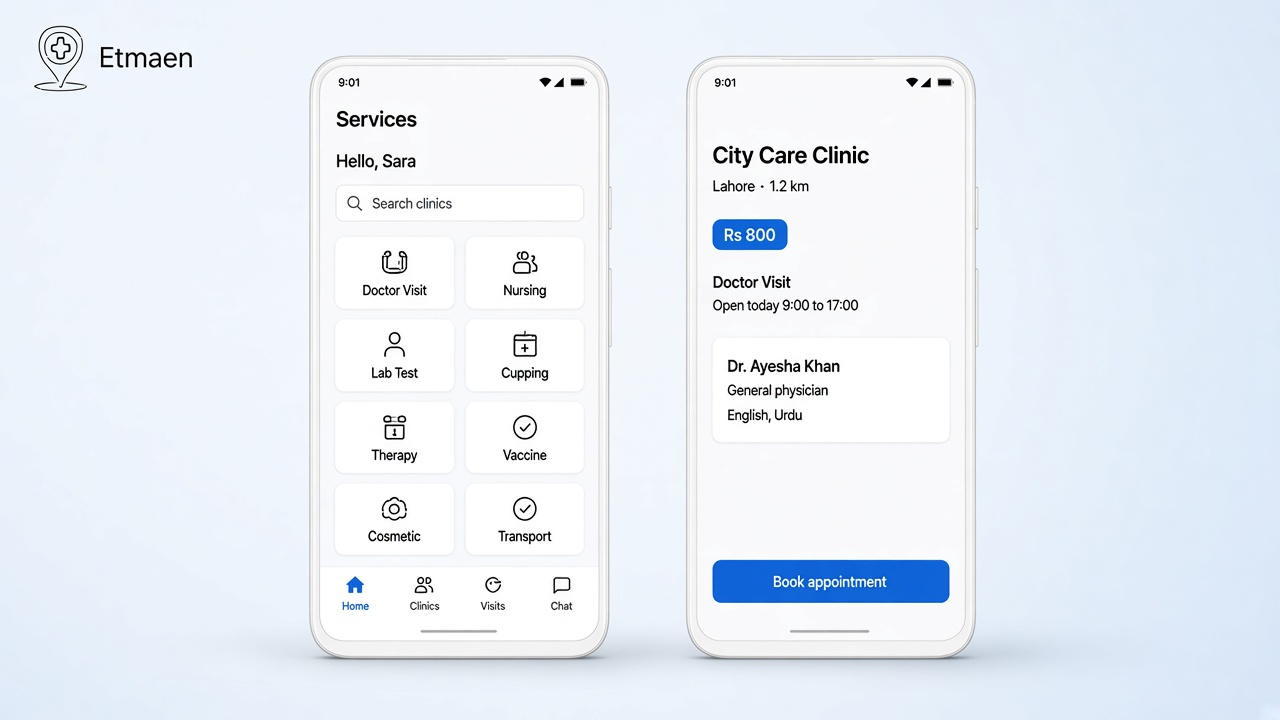 Etmaen
9:01
Services
Hello, Sara
Search clinics
Doctor Visit
Nursing
Lab Test
Cupping
Therapy
Vaccine
Cosmetic
Transport
Home
Clinics
Visits
Chat
9:01
City Care Clinic
Lahore · 1.2 km
Rs 800
Doctor Visit
Open today 9:00 to 17:00
Dr. Ayesha Khan
General physician
English, Urdu
Book appointment